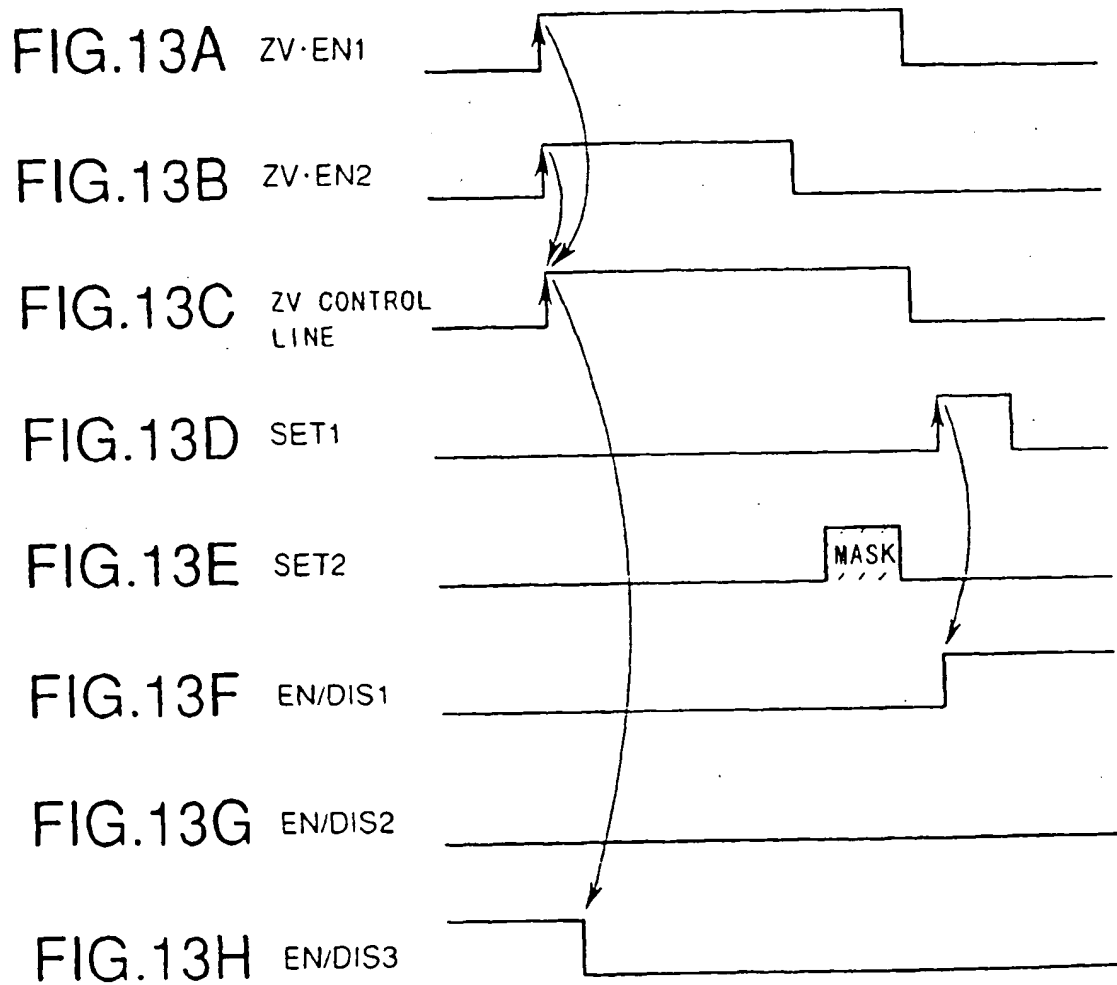 FIG.13A ZV·EN1
FIG.13B ZV·EN2
FIG.13C ZV CONTROL
LINE
FIG.13D SET1
FIG.13E SET2 MASK
FIG.13F EN/DIS1
FIG.13G EN/DIS2
FIG.13H EN/DIS3